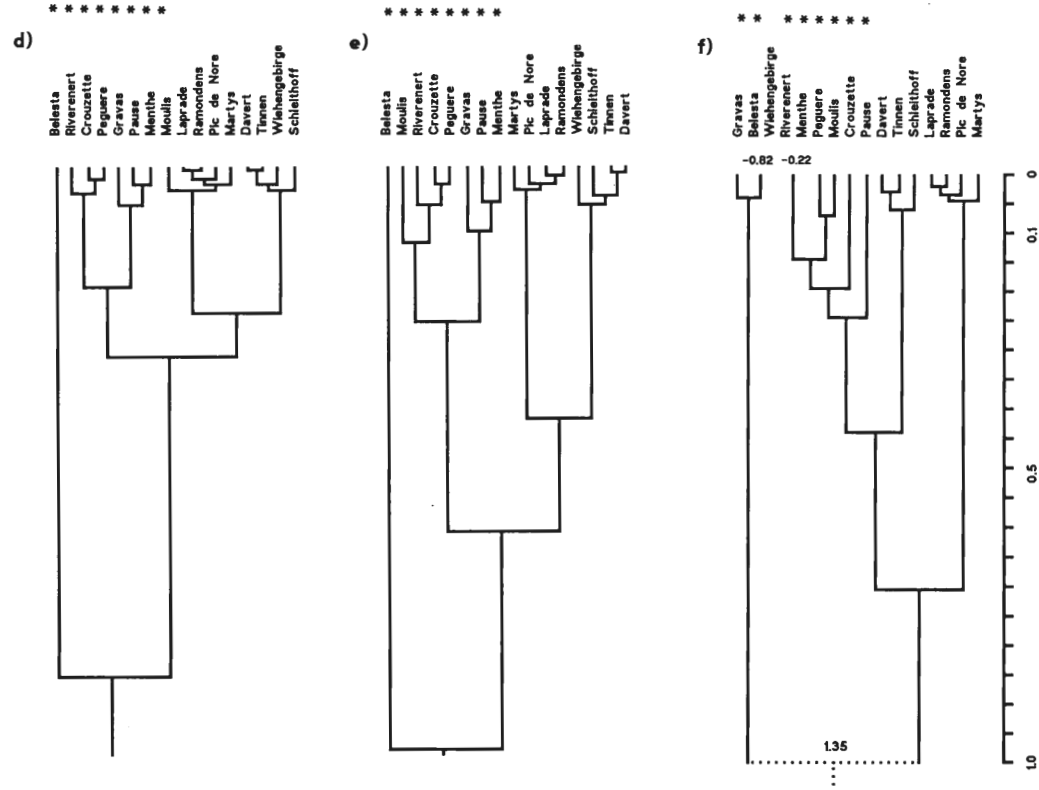 * * * * * * * *
d)
Belesta
Riverenert
Crouzette
Peguere
Gravas
Pause
Menthe
Moulis
Laprade
Ramondens
Pic de Nore
Martys
Davert
Tinnen
Wiehengebirge
Schleithoff
* * * * * * * *
e)
Belesta
Moulis
Riverenert
Crouzette
Peguere
Gravas
Pause
Menthe
Martys
Pic de Nore
Laprade
Ramondens
Wiehengebirge
Schleithoff
Tinnen
Davert
* * * * * * * *
f)
Gravas
Belesta
Wiehengebirge
Riverenert
Menthe
Peguere
Moulis
Crouzette
Pause
Davert
Tinnen
Schleithoff
Laprade
Ramondens
Pic de Nore
Martys
-0.82 -0.22
0
0.1
0.5
1.0
1.35